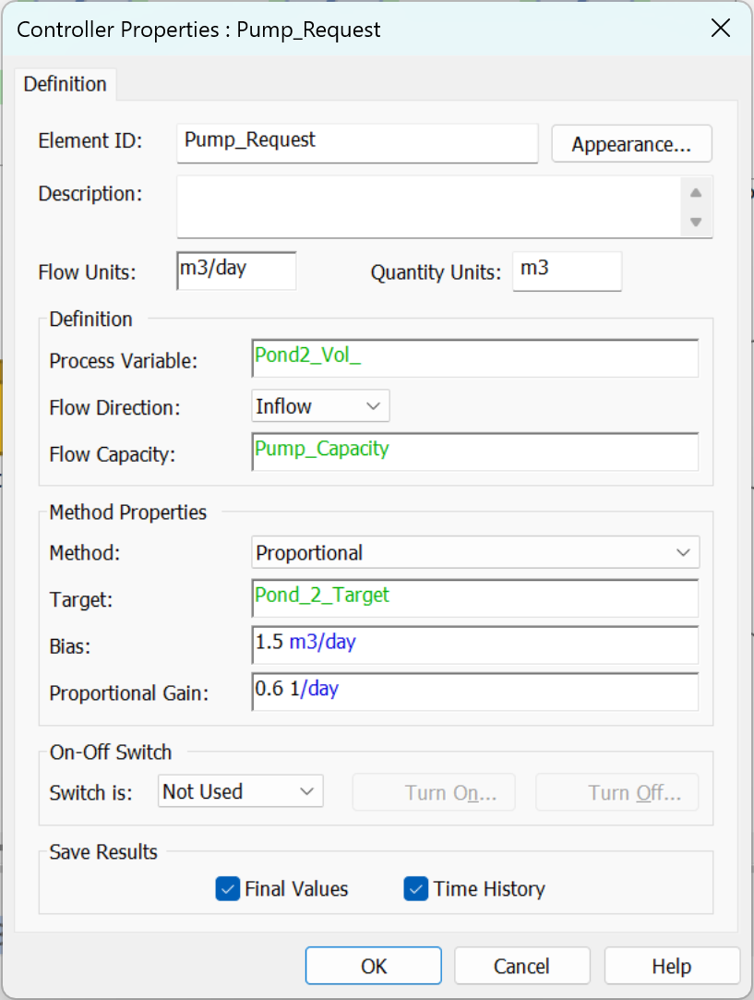 Controller Properties : Pump_Request
Definition
Element ID: Pump_Request Appearance...
Description:
Flow Units: m3/day Quantity Units: m3
Definition
Process Variable: Pond2_Vol_
Flow Direction: Inflow
Flow Capacity: Pump_Capacity
Method Properties
Method: Proportional
Target: Pond_2_Target
Bias: 1.5 m3/day
Proportional Gain: 0.6 1/day
On-Off Switch
Switch is: Not Used Turn On... Turn Off...
Save Results
Final Values Time History
OK Cancel Help